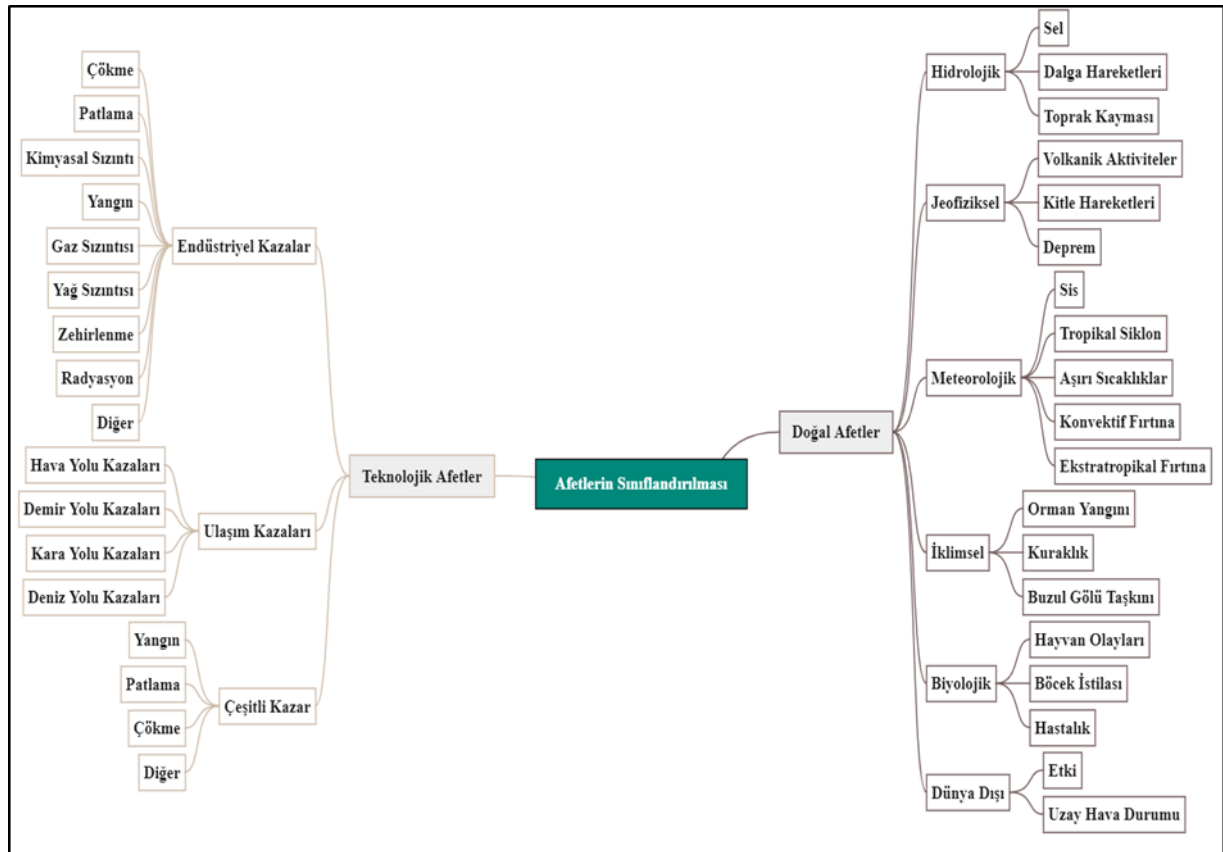 Afetlerin Sınıflandırılması
Teknolojik Afetler
Endüstriyel Kazalar
Çökme
Patlama
Kimyasal Sızıntı
Yangın
Gaz Sızıntısı
Yağ Sızıntısı
Zehirlenme
Radyasyon
Diğer
Ulaşım Kazaları
Hava Yolu Kazaları
Demir Yolu Kazaları
Kara Yolu Kazaları
Deniz Yolu Kazaları
Çeşitli Kazar
Yangın
Patlama
Çökme
Diğer
Doğal Afetler
Hidrolojik
Sel
Dalga Hareketleri
Toprak Kayması
Jeofiziksel
Volkanik Aktiviteler
Kitle Hareketleri
Deprem
Meteorolojik
Sis
Tropikal Siklon
Aşırı Sıcaklıklar
Konvektif Fırtına
Ekstratropikal Fırtına
İklimsel
Orman Yangını
Kuraklık
Buzul Gölü Taşkını
Biyolojik
Hayvan Olayları
Böcek İstilası
Hastalık
Dünya Dışı
Etki
Uzay Hava Durumu